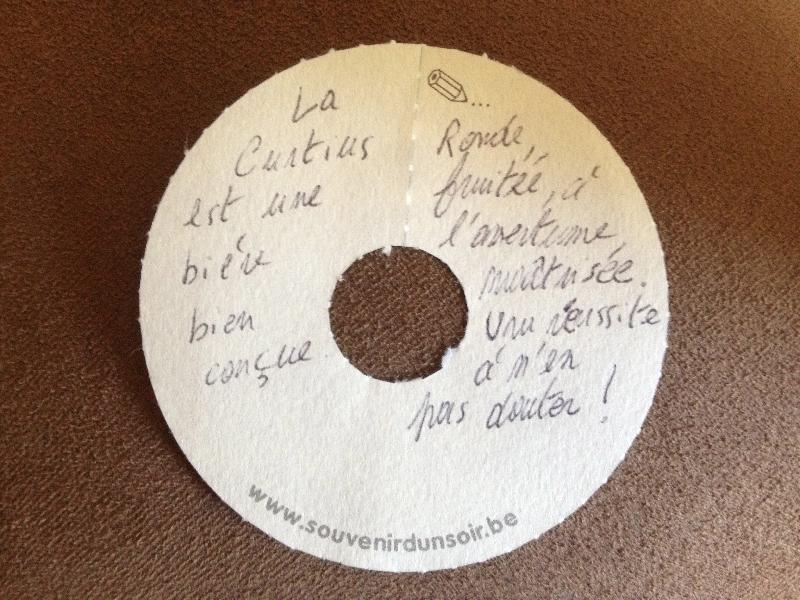 La
Curtius
est une
bière
bien
conçue.
...
Ronde,
fruitée, à
l'amertume
maîtrisée.
Une réussite
à n'en
pas douter !
www.souvenirdunsoir.be